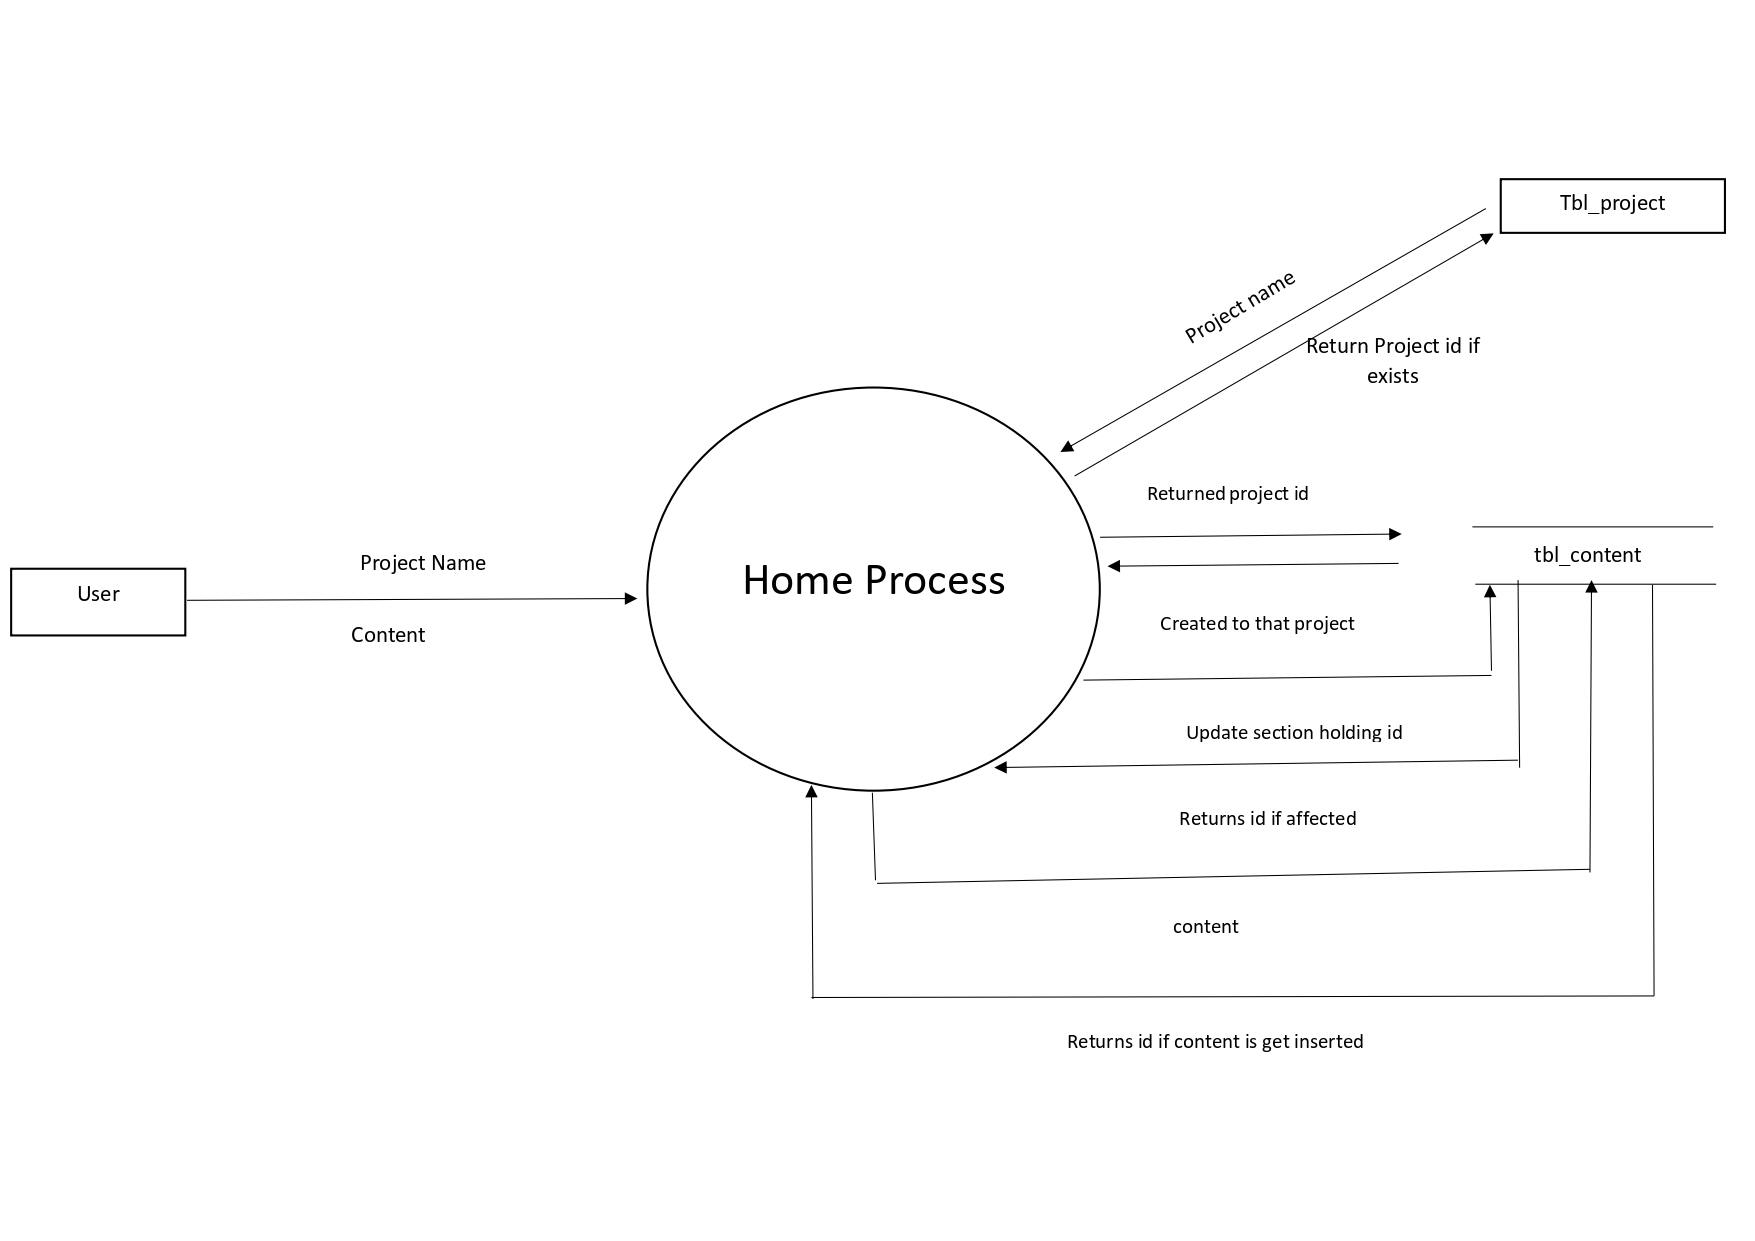 Tbl_project
Project name
Return Project id if
exists
Returned project id
tbl_content
Project Name
Home Process
User
Created to that project
Content
Update section holding id
Returns id if affected
content
Returns id if content is get inserted